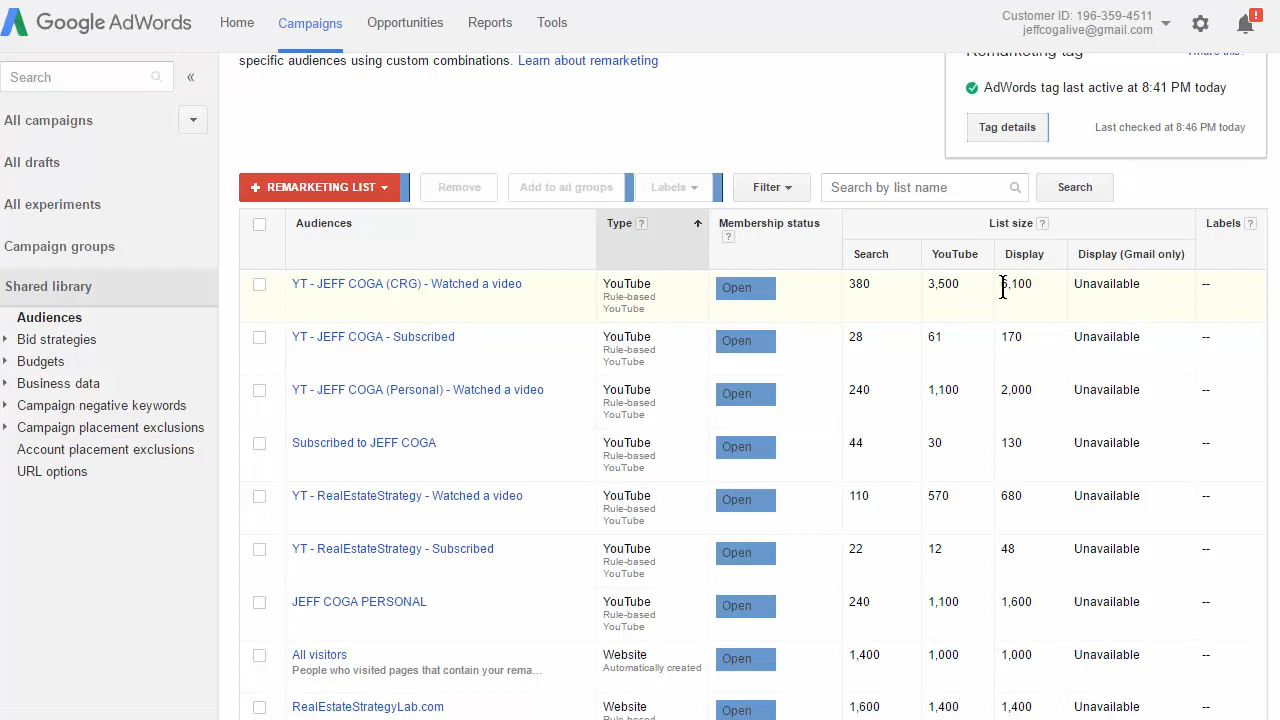 Google AdWords
Home
Campaigns
Opportunities
Reports
Tools
Customer ID: 196-359-4511
jeffcogalive@gmail.com
!
Search
«
All campaigns
All drafts
All experiments
Campaign groups
Shared library
Audiences
Bid strategies
Budgets
Business data
Campaign negative keywords
Campaign placement exclusions
Account placement exclusions
URL options
specific audiences using custom combinations. Learn about remarketing
Remarketing tag
AdWords tag last active at 8:41 PM today
Tag details
Last checked at 8:46 PM today
+ REMARKETING LIST
Remove
Add to ad groups
Labels
Filter
Search by list name
Search
Audiences
Type ?
Membership status ?
List size ?
Labels ?
Search
YouTube
Display
Display (Gmail only)
YT - JEFF COGA (CRG) - Watched a video
YouTube
Rule-based
YouTube
Open
380
3,500
Unavailable
--
YT - JEFF COGA - Subscribed
YouTube
Rule-based
YouTube
Open
28
61
170
Unavailable
--
YT - JEFF COGA (Personal) - Watched a video
YouTube
Rule-based
YouTube
Open
240
1,100
2,000
Unavailable
--
Subscribed to JEFF COGA
YouTube
Rule-based
YouTube
Open
44
30
130
Unavailable
--
YT - RealEstateStrategy - Watched a video
YouTube
Rule-based
YouTube
Open
110
570
680
Unavailable
--
YT - RealEstateStrategy - Subscribed
YouTube
Rule-based
YouTube
Open
22
12
48
Unavailable
--
JEFF COGA PERSONAL
YouTube
Rule-based
YouTube
Open
240
1,100
1,600
Unavailable
--
All visitors
People who visited pages that contain your rema…
Website
Automatically created
Open
1,400
1,000
1,000
Unavailable
--
RealEstateStrategyLab.com
Website
Rule-based
Open
1,600
1,400
1,400
Unavailable
--